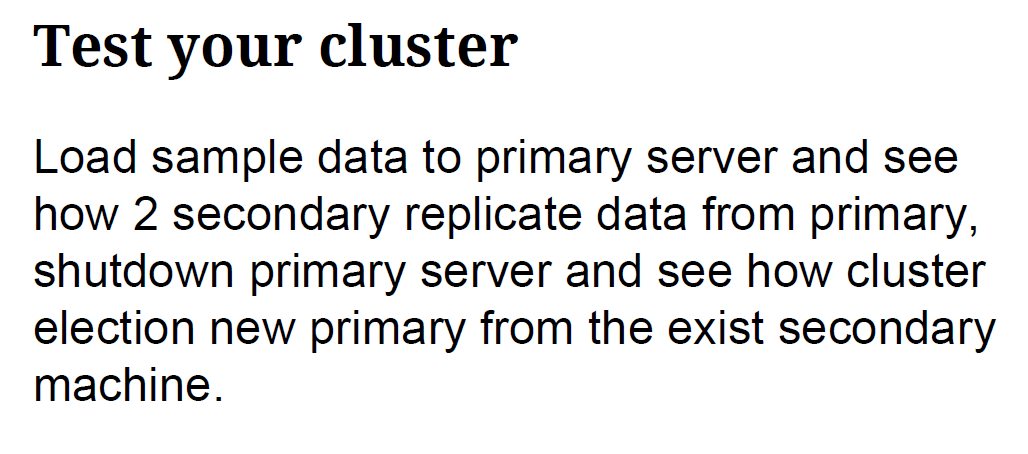 Test your cluster
Load sample data to primary server and see
how 2 secondary replicate data from primary,
shutdown primary server and see how cluster
election new primary from the exist secondary
machine.